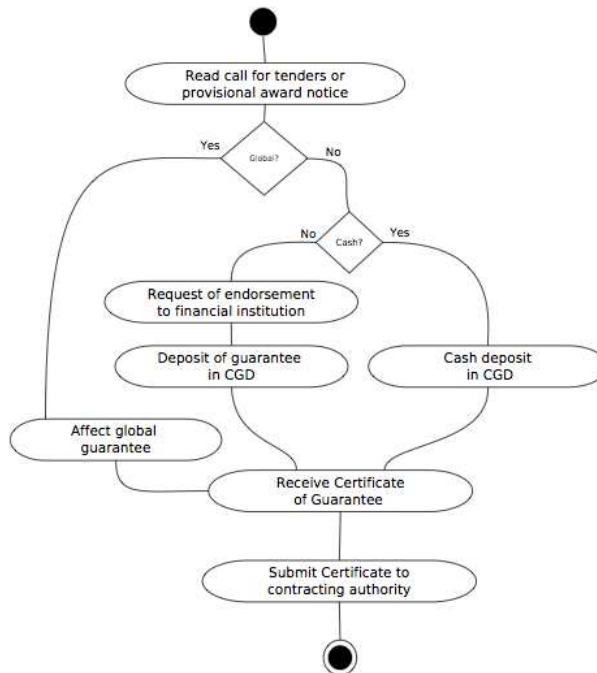 Read call for tenders or
provisional award notice
Yes
Global?
No
No
Cash?
Yes
Request of endorsement
to financial institution
Deposit of guarantee
in CGD
Cash deposit
in CGD
Affect global
guarantee
Receive Certificate
of Guarantee
Submit Certificate to
contracting authority